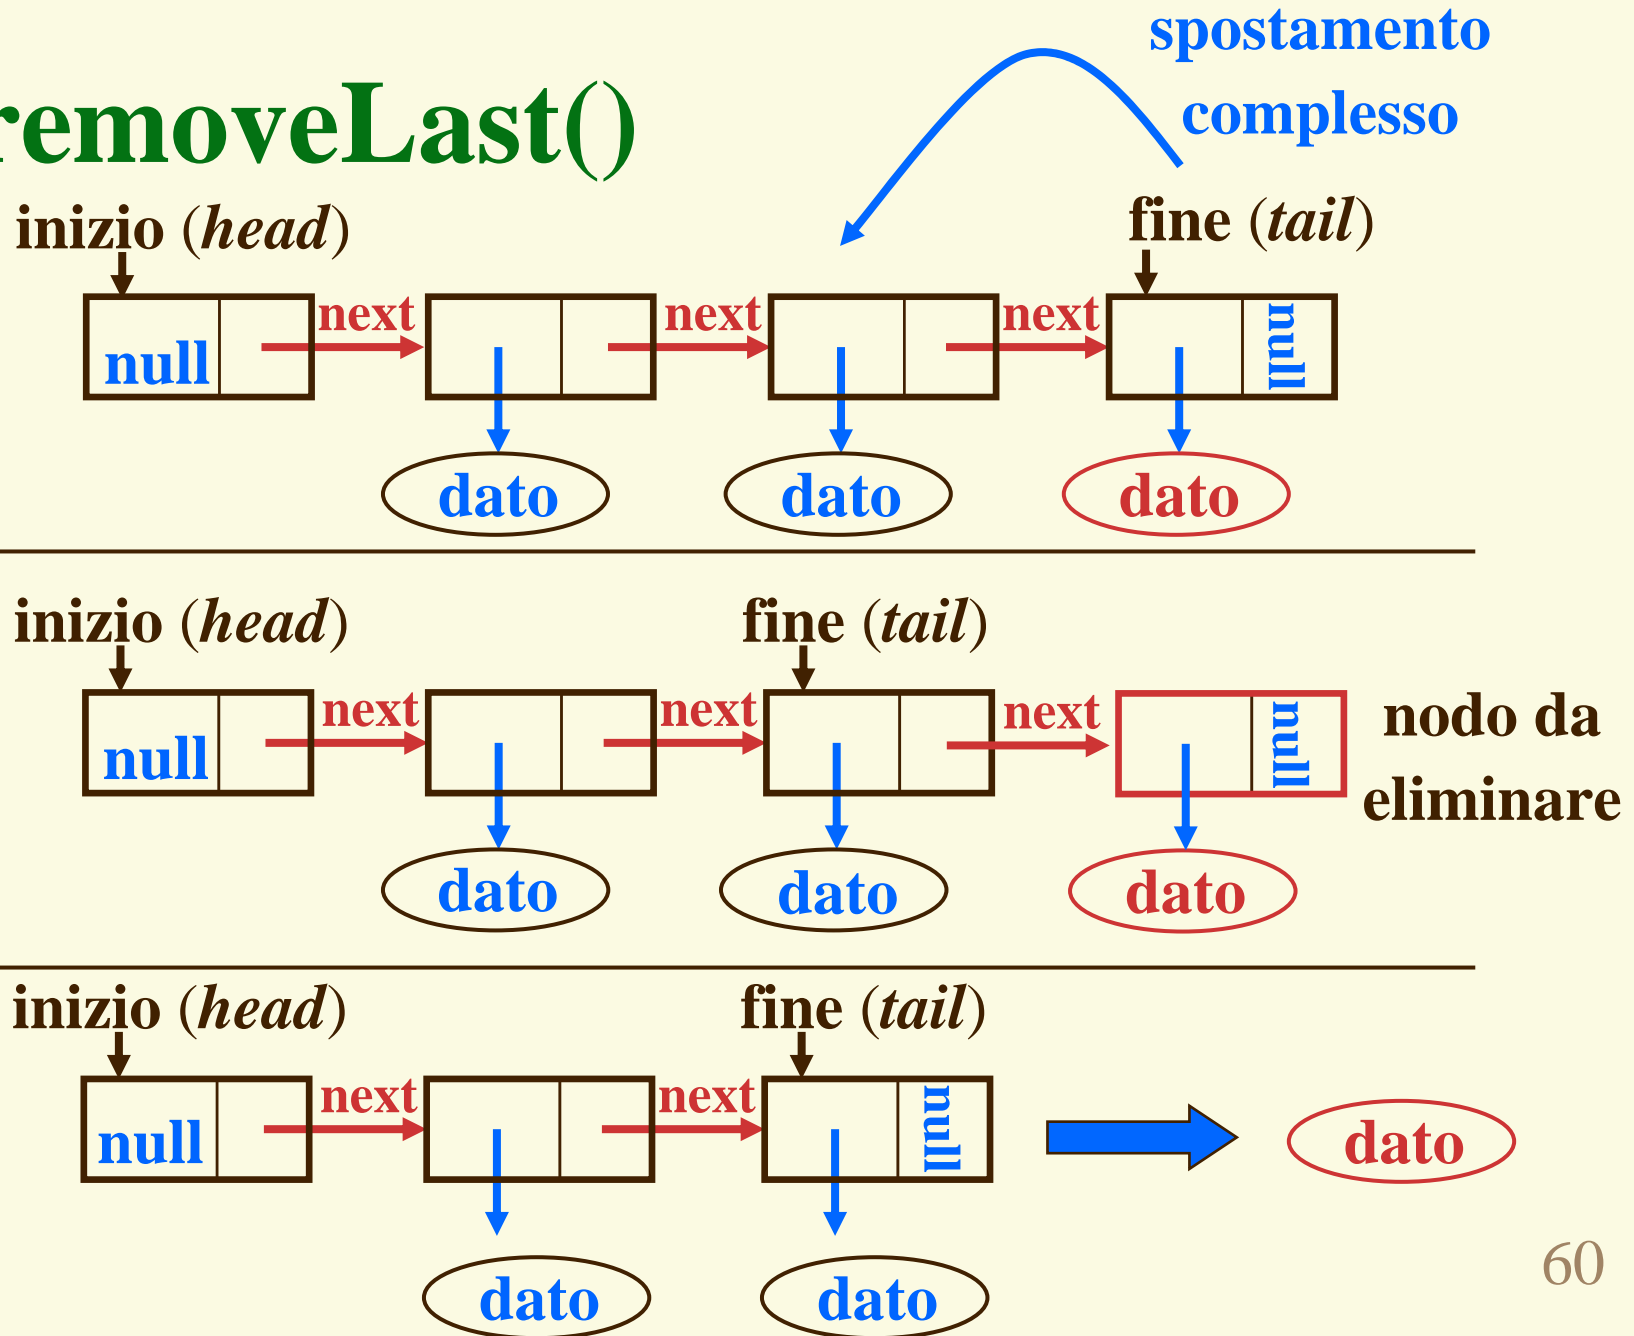 spostamento
complesso
removeLast()
inizio (head)
fine (tail)
null
next
next
next
null
dato
dato
dato
inizio (head)
fine (tail)
null
next
next
next
null
nodo da
eliminare
dato
dato
dato
inizio (head)
fine (tail)
null
next
next
null
dato
dato
dato
60